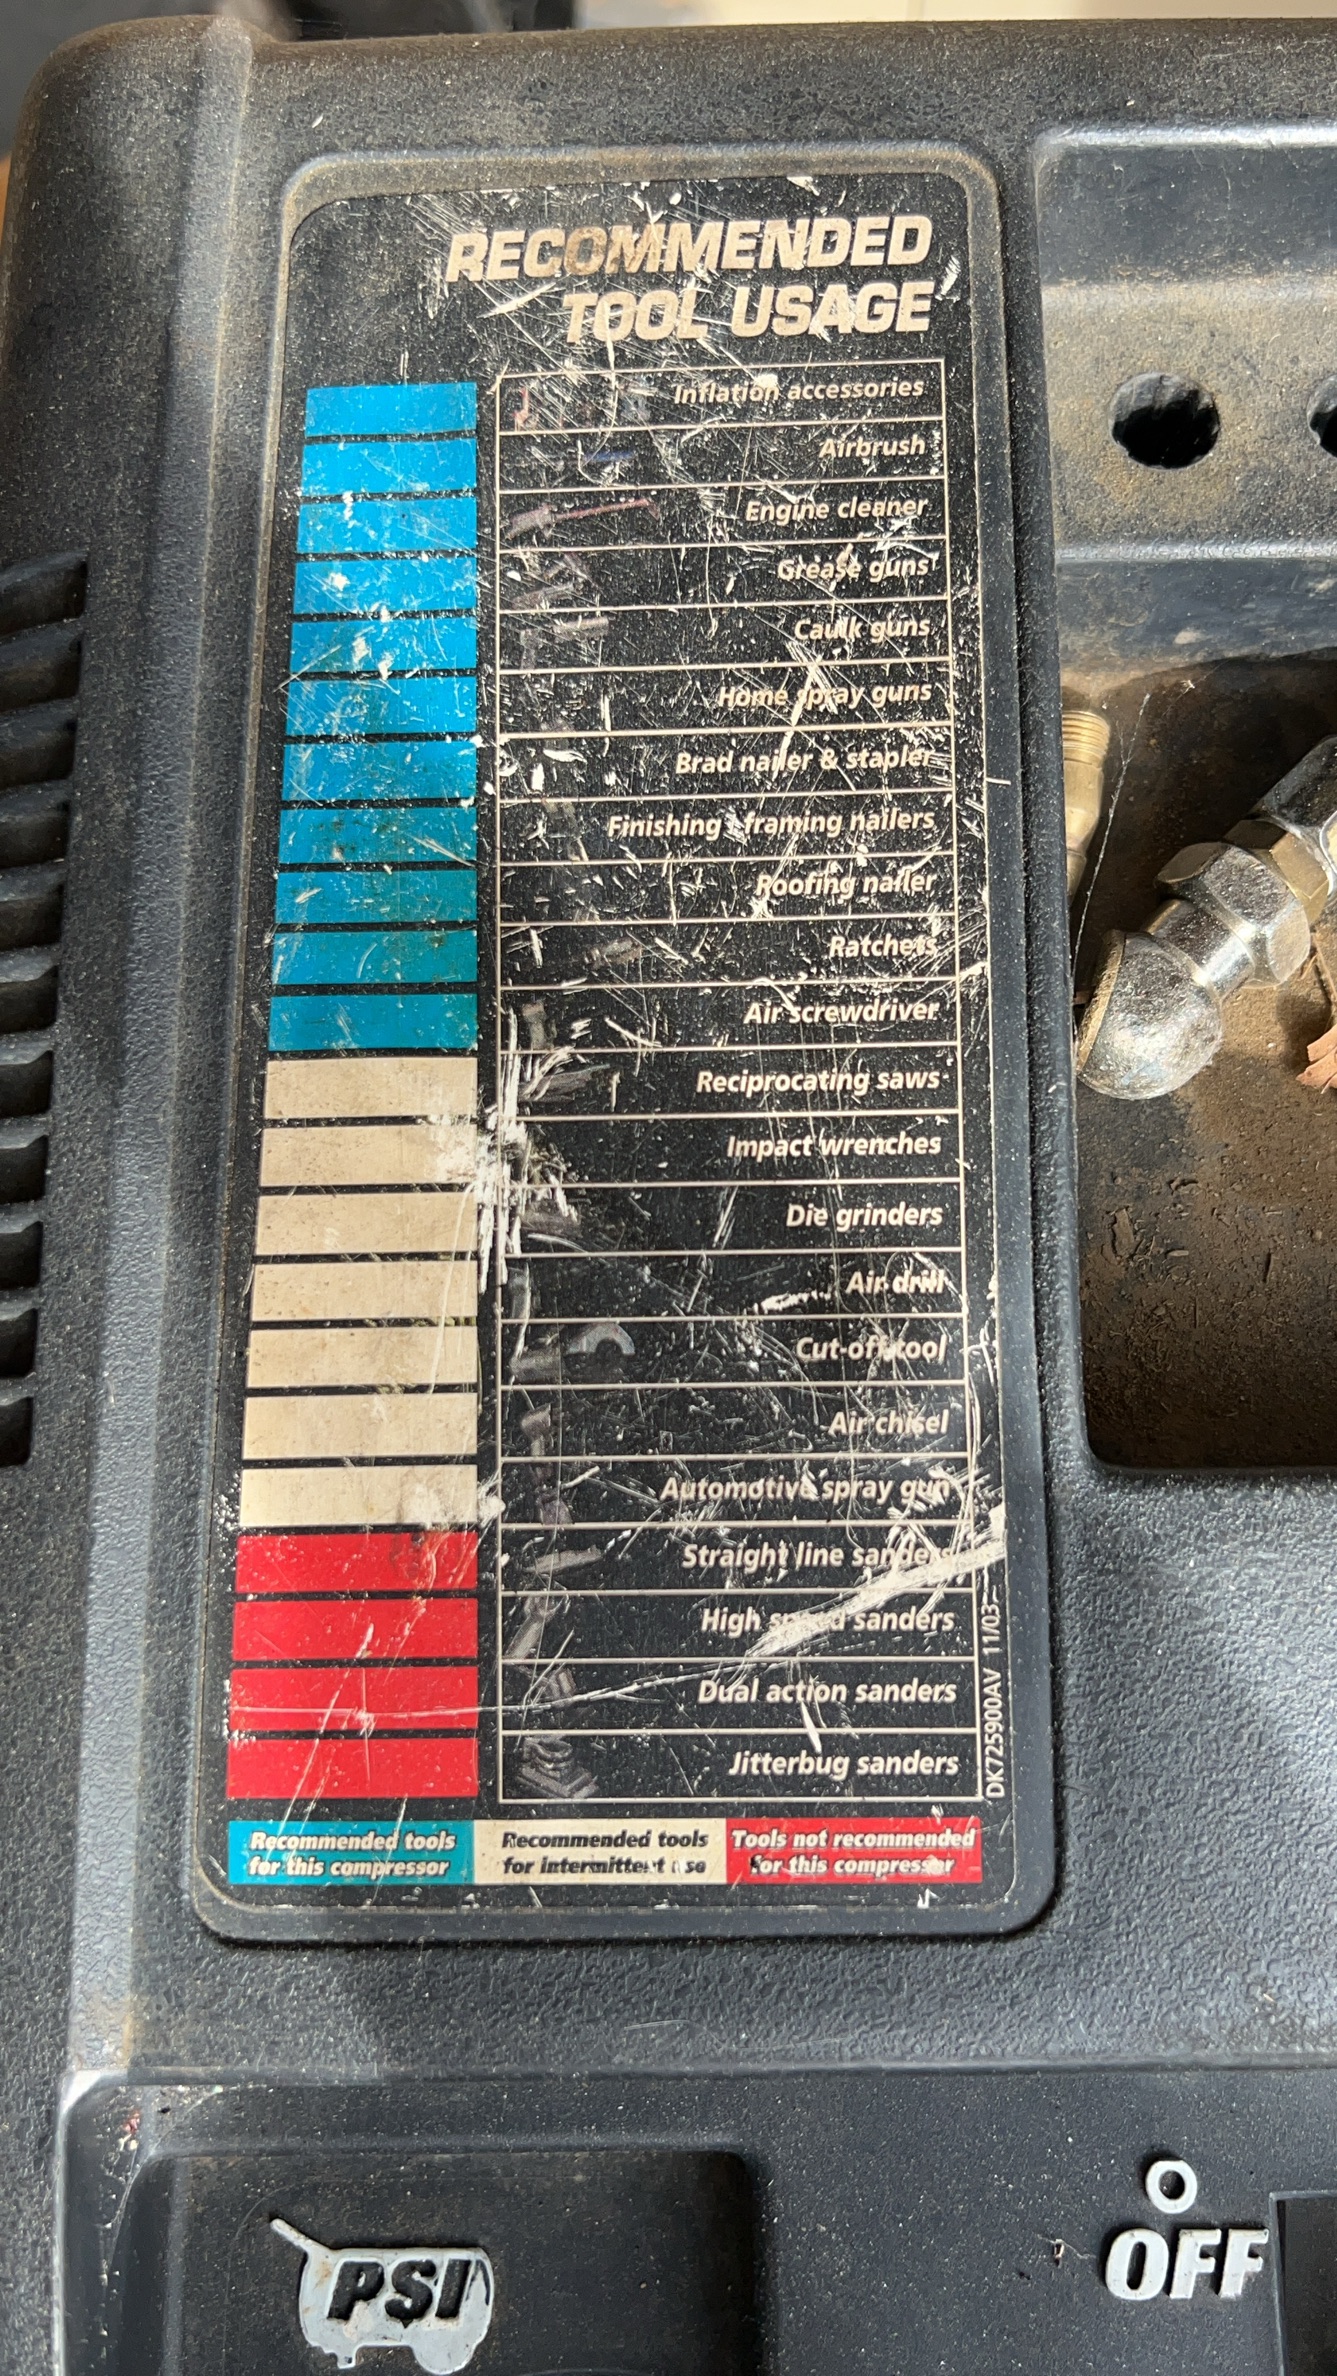 RECOMMENDED
TOOL USAGE
Inflation accessories
Airbrush
Engine cleaner
Grease guns
Caulk guns
Home spray guns
Brad nailer & stapler
Finishing framing nailers
Roofing nailer
Ratchets
Air screwdriver
Reciprocating saws
Impact wrenches
Die grinders
Air drill
Cut-off tool
Air chisel
Automotive spray gun
Straight line sanders
High speed sanders
Dual action sanders
Jitterbug sanders
DK725900AV 11/03
Recommended tools
for this compressor
Recommended tools
for intermittent use
Tools not recommended
for this compressor
PSI
O
OFF